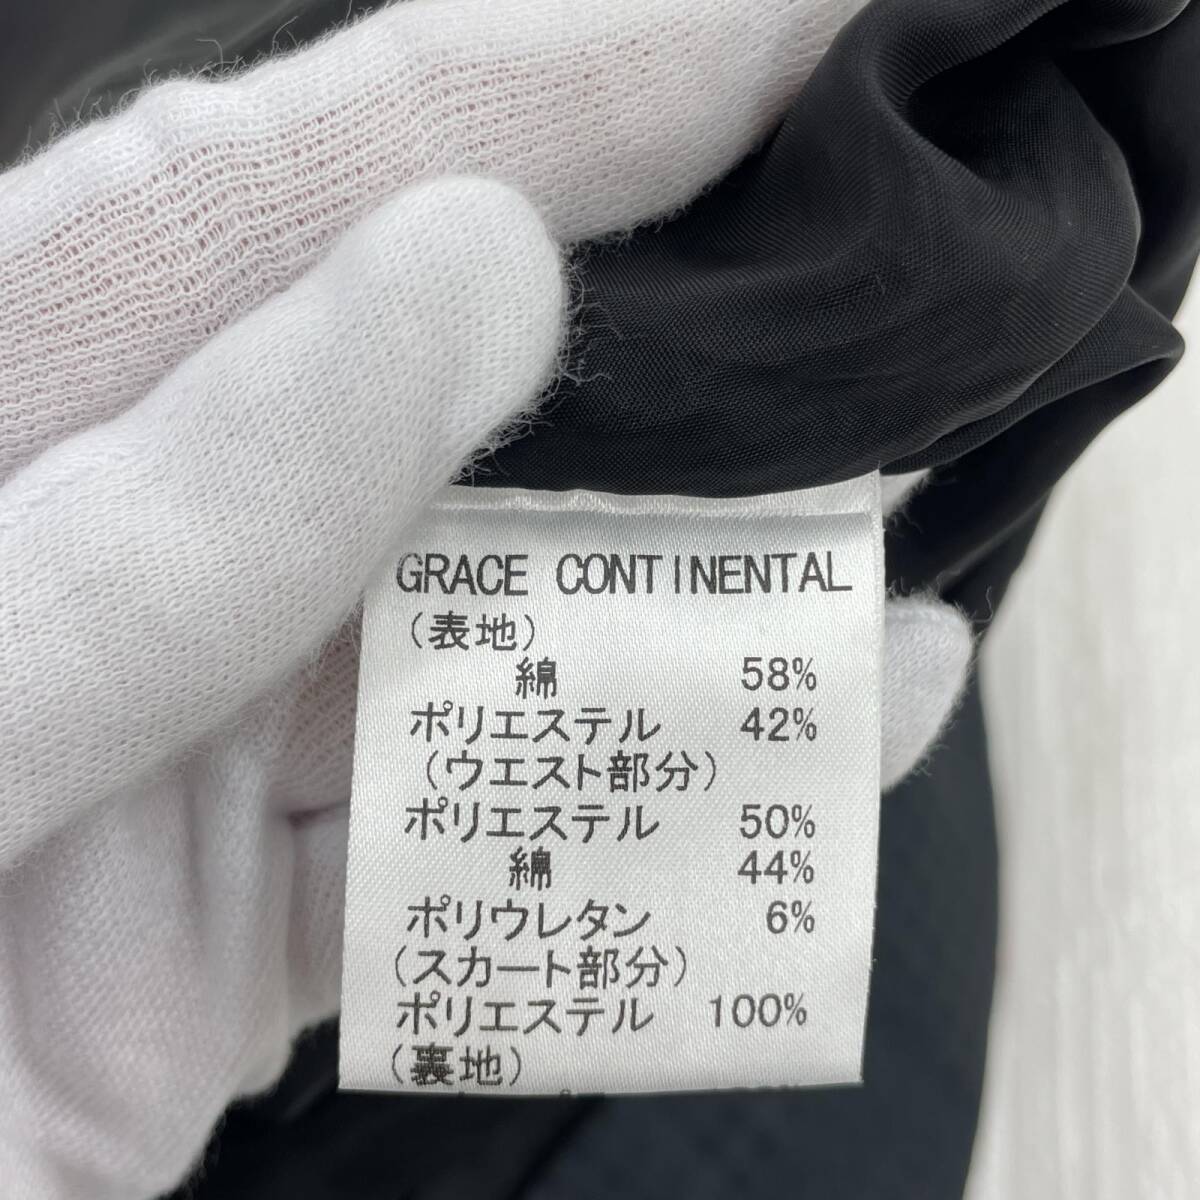 GRACE CONTINENTAL
(表地)
綿 58%
ポリエステル 42%
(ウエスト部分)
ポリエステル 50%
綿 44%
ポリウレタン 6%
(スカート部分)
ポリエステル 100%
(裏地)